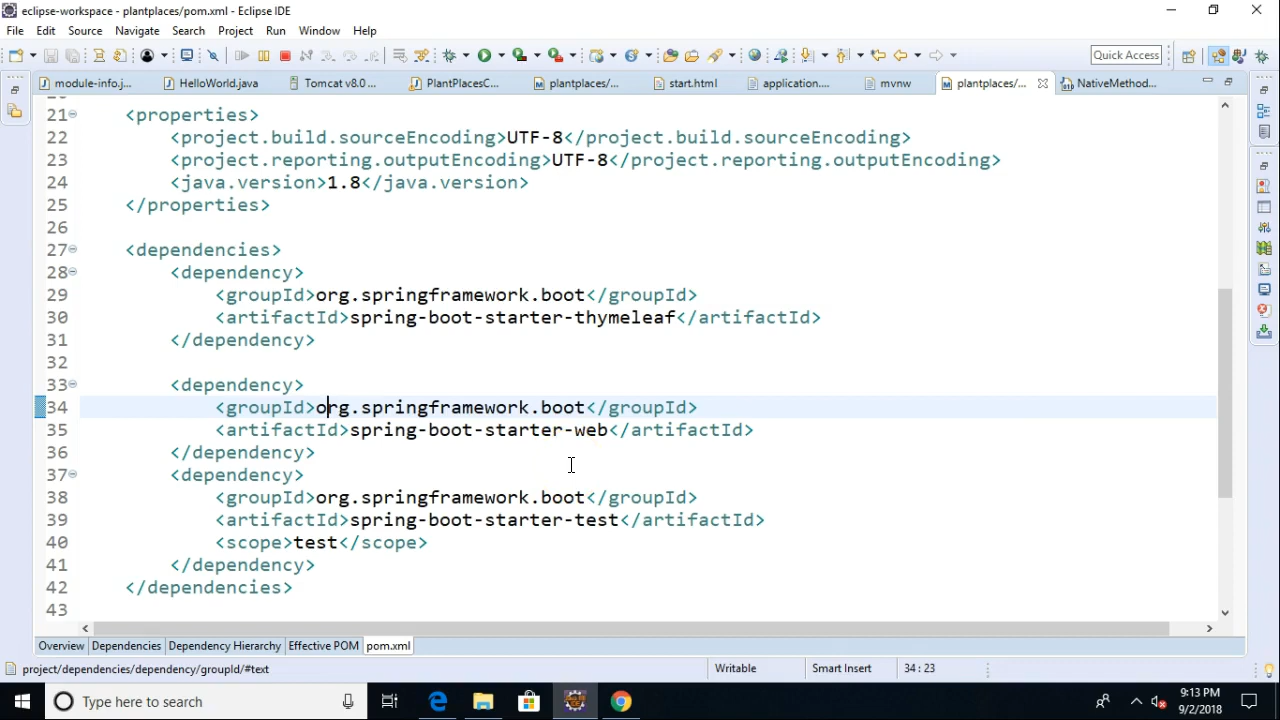 eclipse-workspace - plantplaces/pom.xml - Eclipse IDE
File Edit Source Navigate Search Project Run Window Help
Quick Access
module-info.j... HelloWorld.java Tomcat v8.0 ... PlantPlacesC... plantplaces/... start.html application.... mvnw plantplaces/... NativeMethod...
21 <properties>
22 <project.build.sourceEncoding>UTF-8</project.build.sourceEncoding>
23 <project.reporting.outputEncoding>UTF-8</project.reporting.outputEncoding>
24 <java.version>1.8</java.version>
25 </properties>
26
27 <dependencies>
28 <dependency>
29 <groupId>org.springframework.boot</groupId>
30 <artifactId>spring-boot-starter-thymeleaf</artifactId>
31 </dependency>
32
33 <dependency>
34 <groupId>org.springframework.boot</groupId>
35 <artifactId>spring-boot-starter-web</artifactId>
36 </dependency>
37 <dependency>
38 <groupId>org.springframework.boot</groupId>
39 <artifactId>spring-boot-starter-test</artifactId>
40 <scope>test</scope>
41 </dependency>
42 </dependencies>
43
Overview Dependencies Dependency Hierarchy Effective POM pom.xml
project/dependencies/dependency/groupId/#text Writable Smart Insert 34 : 23
Type here to search
9:13 PM
9/2/2018